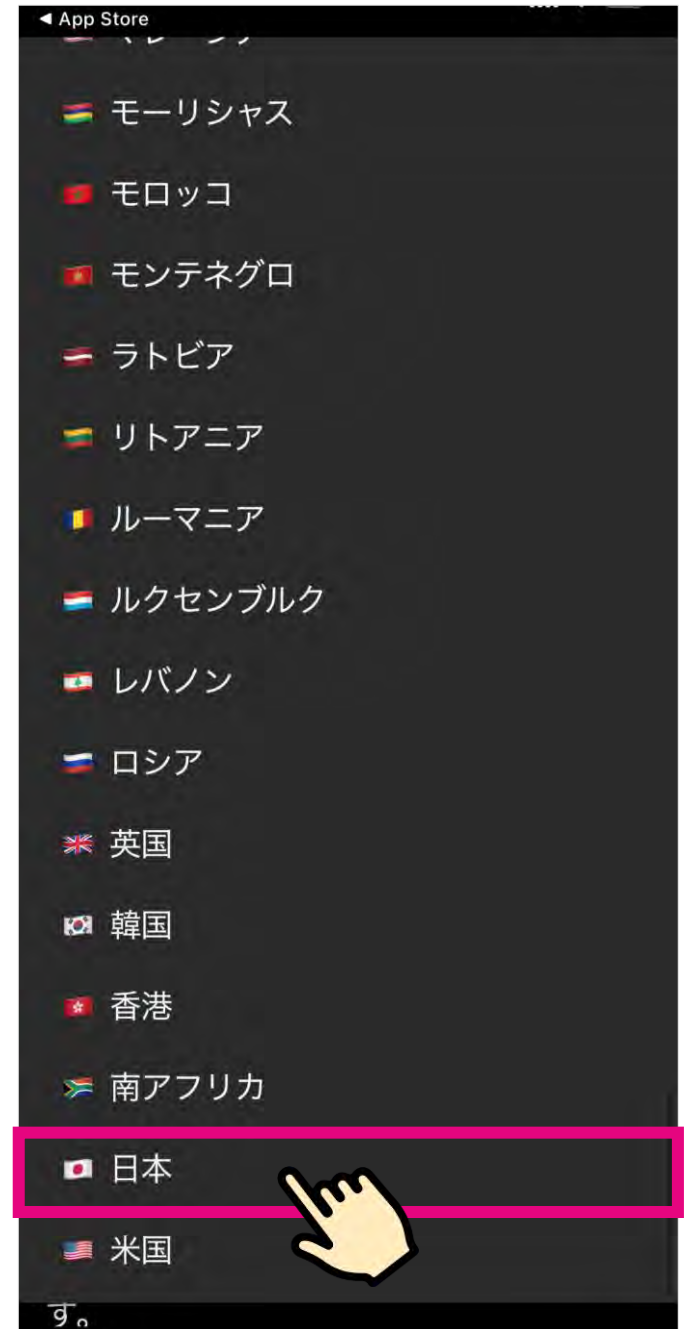 ◀ App Store
モーリシャス
モロッコ
モンテネグロ
ラトビア
リトアニア
ルーマニア
ルクセンブルク
レバノン
ロシア
英国
韓国
香港
南アフリカ
日本
米国
す。